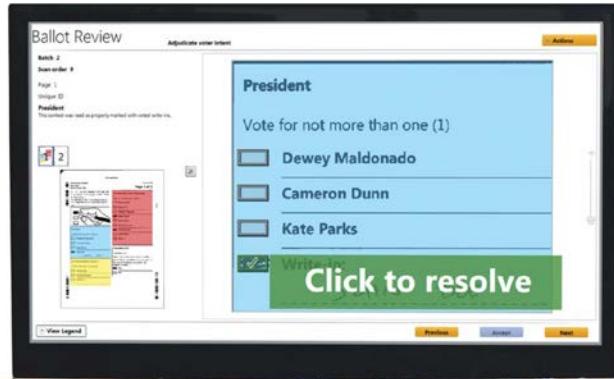 Ballot Review
Adjudicate voter intent
Actions
Batch 2
Scan order 9
Page 1
Unique ID
President
This contest was read as properly marked with voted write-ins.
2
President
Vote for not more than one (1)
Dewey Maldonado
Cameron Dunn
Kate Parks
Write-in:
Click to resolve
View Legend
Previous
Accept
Next